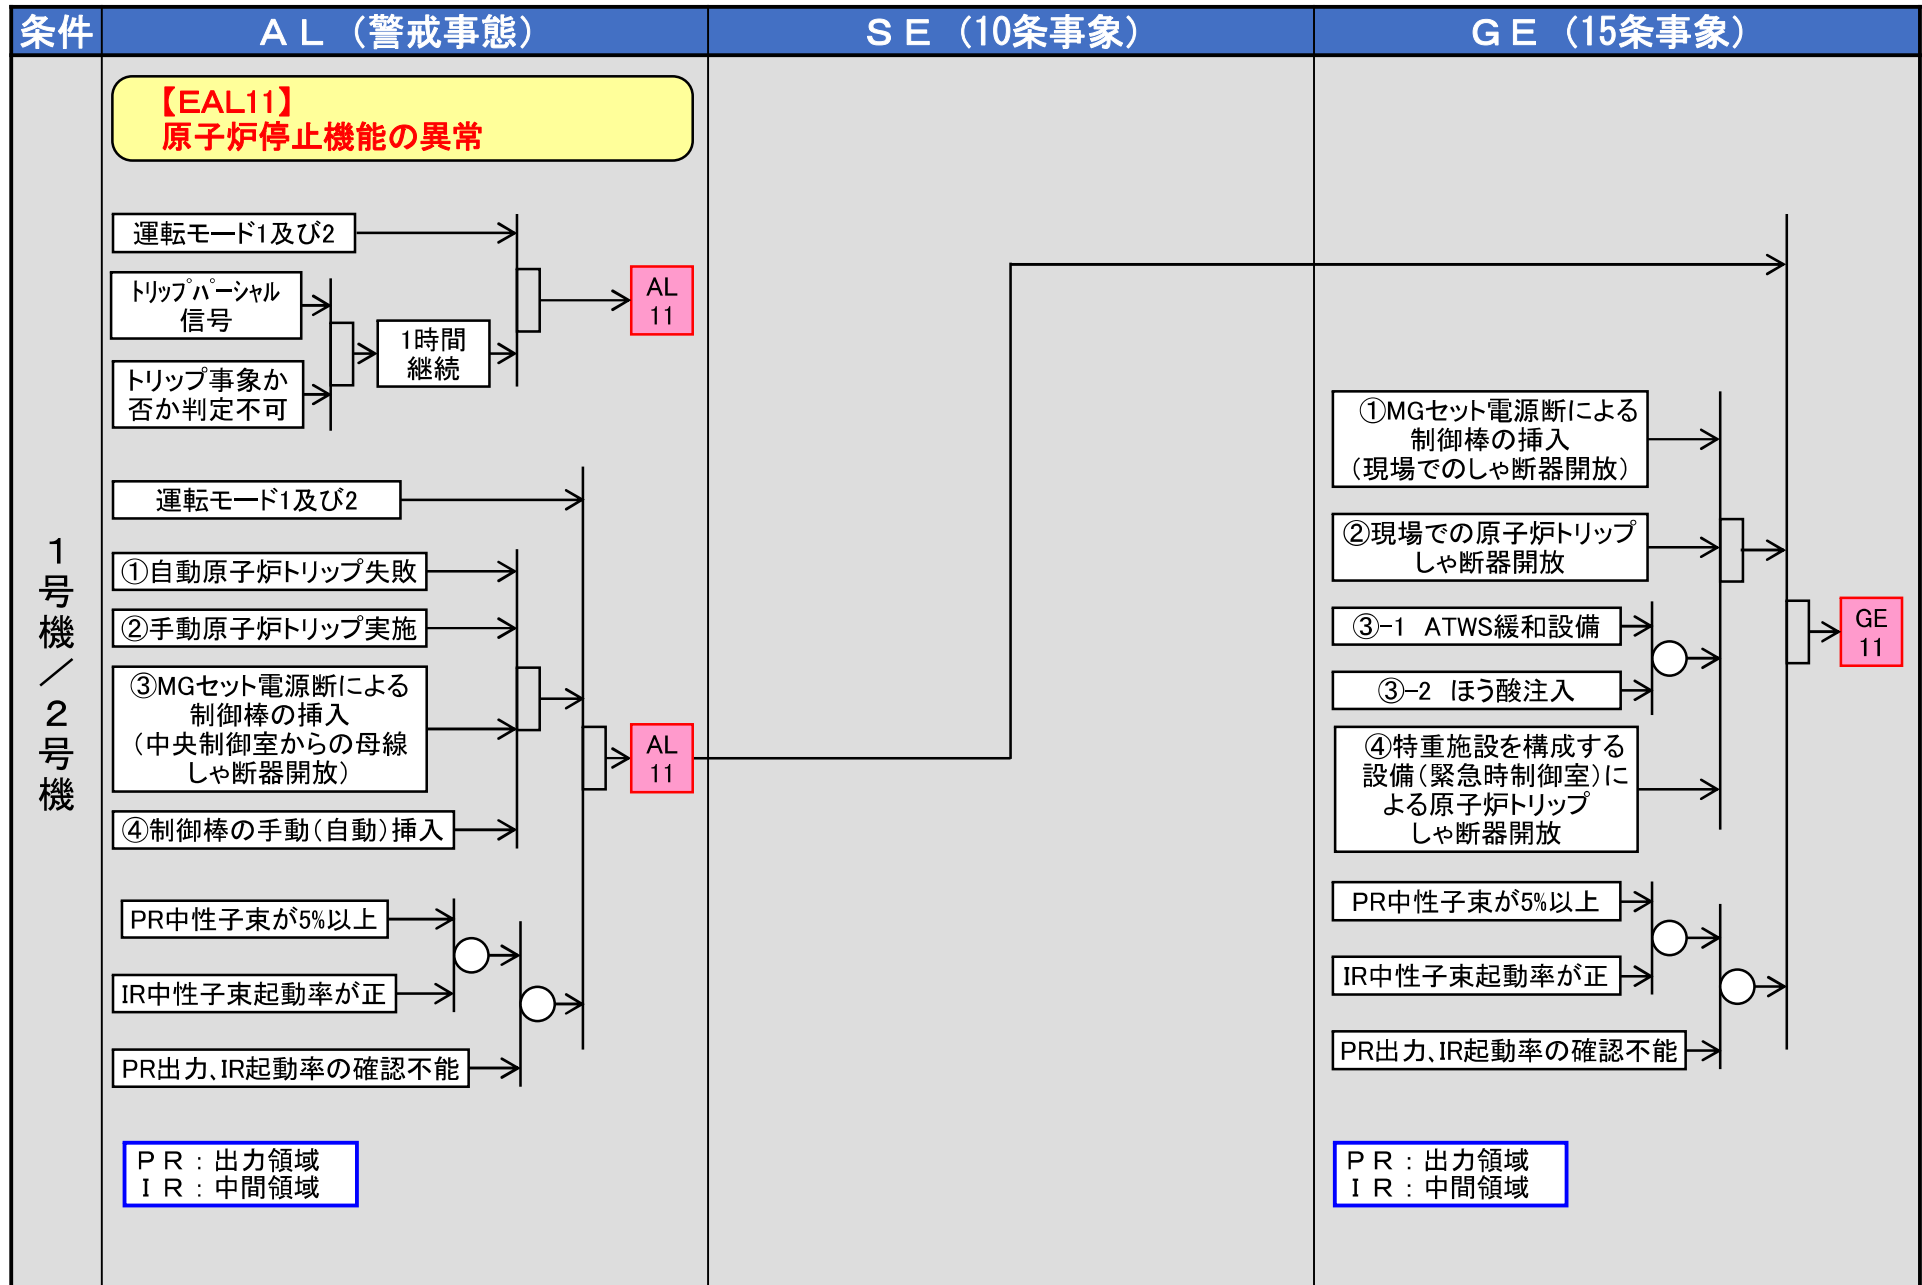 条件
AL（警戒事態）
SE（10条事象）
GE（15条事象）
1号機／2号機
【EAL11】
原子炉停止機能の異常
運転モード1及び2
トリップパーシャル
信号
トリップ事象か
否か判定不可
1時間
継続
AL
11
運転モード1及び2
①自動原子炉トリップ失敗
②手動原子炉トリップ実施
③MGセット電源断による
制御棒の挿入
（中央制御室からの母線
しゃ断器開放）
④制御棒の手動（自動）挿入
AL
11
PR中性子束が5%以上
IR中性子束起動率が正
PR出力、IR起動率の確認不能
PR：出力領域
IR：中間領域
①MGセット電源断による
制御棒の挿入
（現場でのしゃ断器開放）
②現場での原子炉トリップ
しゃ断器開放
③-1 ATWS緩和設備
③-2 ほう酸注入
④特重施設を構成する
設備（緊急時制御室）に
よる原子炉トリップ
しゃ断器開放
GE
11
PR中性子束が5%以上
IR中性子束起動率が正
PR出力、IR起動率の確認不能
PR：出力領域
IR：中間領域